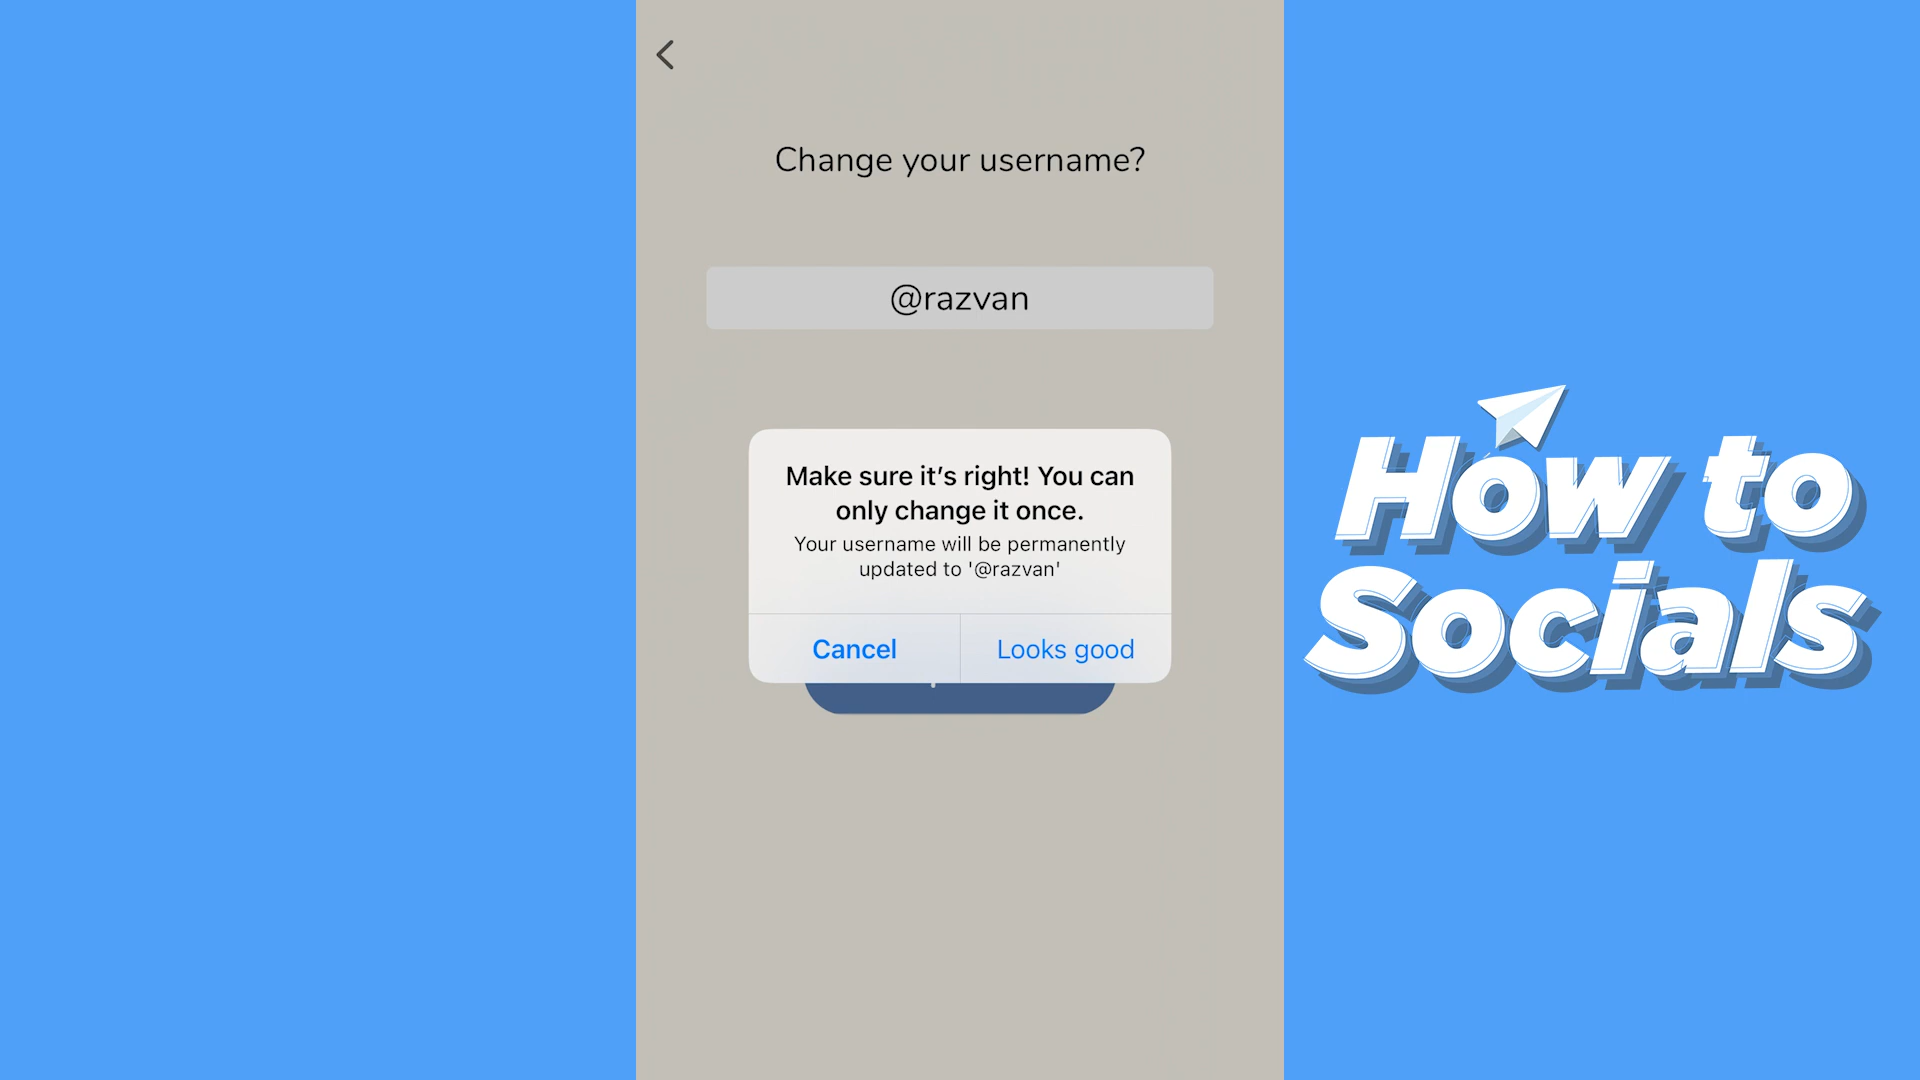 Change your username?
@razvan
Make sure it’s right! You can
only change it once.
Your username will be permanently
updated to '@razvan'
Cancel
Looks good
How to
Socials